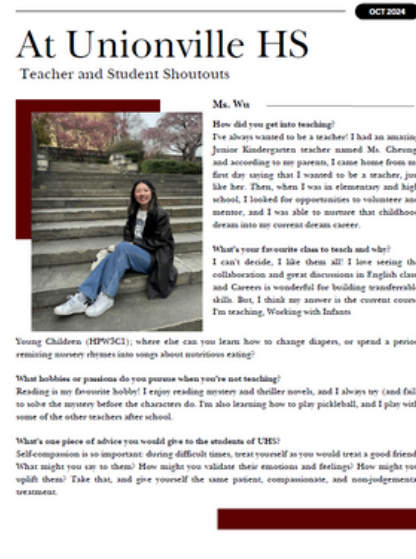 OCT 2024
At Unionville HS
Teacher and Student Shoutouts
Ms. Wu
How did you get into teaching?
I've always wanted to be a teacher! I had an amazin
Junior Kindergarten teacher named Ms. Cheung
and according to my parents, I came home from m
first day saying that I wanted to be a teacher, jus
like her. Then, when I was in elementary and high
school, I looked for opportunities to volunteer and
mentor, and I was able to nurture that childhoo
dream into my current dream career.
What's your favourite class to teach and why?
I can't decide, I like them all! I love seeing th
collaboration and great discussions in English clas
and Careers is wonderful for building transferabl
skills. But, I think my answer is the current cours
I'm teaching, Working with Infants
Young Children (HPW3C1); where else can you learn how to change diapers, or spend a perio
remixing nursery rhymes into songs about nutritious eating?
What hobbies or passions do you pursue when you're not teaching?
Reading is my favourite hobby! I enjoy reading mystery and thriller novels, and I always try (and fail
to solve the mystery before the characters do. I'm also learning how to play pickleball, and I play wit
some of the other teachers after school.
What's one piece of advice you would give to the students of UHS?
Self-compassion is so important: during difficult times, treat yourself as you would treat a good friend
What might you say to them? How might you validate their emotions and feelings? How might you
uplift them? Take that, and give yourself the same patient, compassionate, and non-judgementa
treatment.